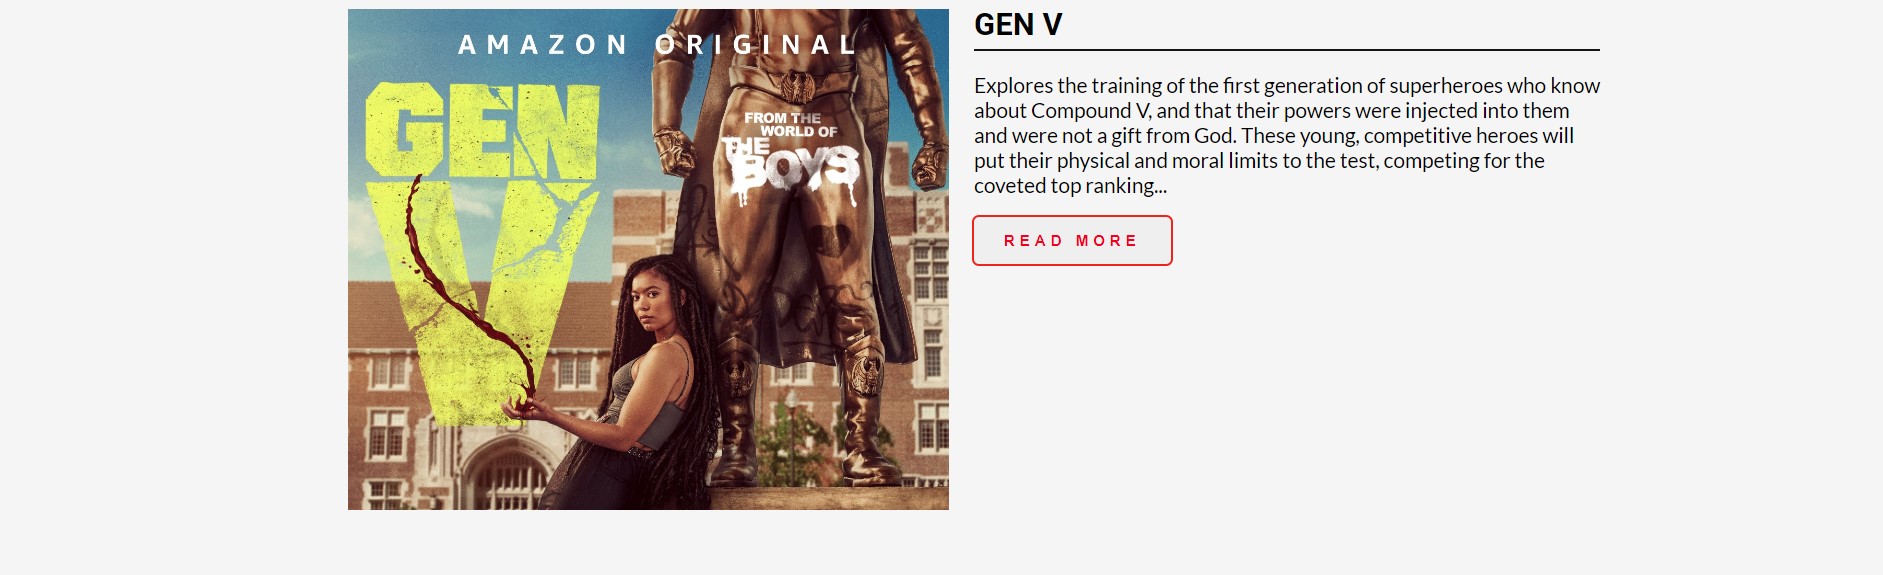 AMAZON ORIGINAL
GEN
V
FROM THE
WORLD OF
THE
BOYS
GEN V
Explores the training of the first generation of superheroes who know
about Compound V, and that their powers were injected into them
and were not a gift from God. These young, competitive heroes will
put their physical and moral limits to the test, competing for the
coveted top ranking...
READ MORE